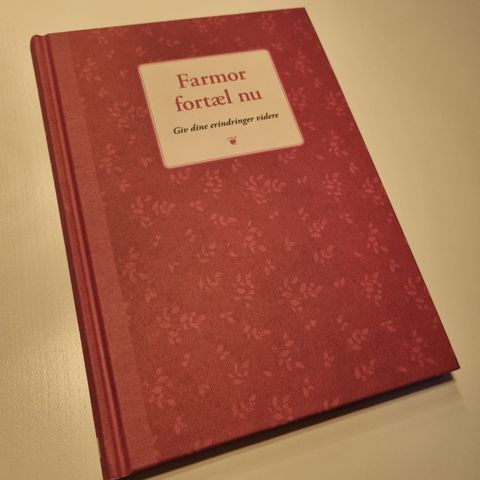 Farmor
fortæl nu
Giv dine erindringer videre